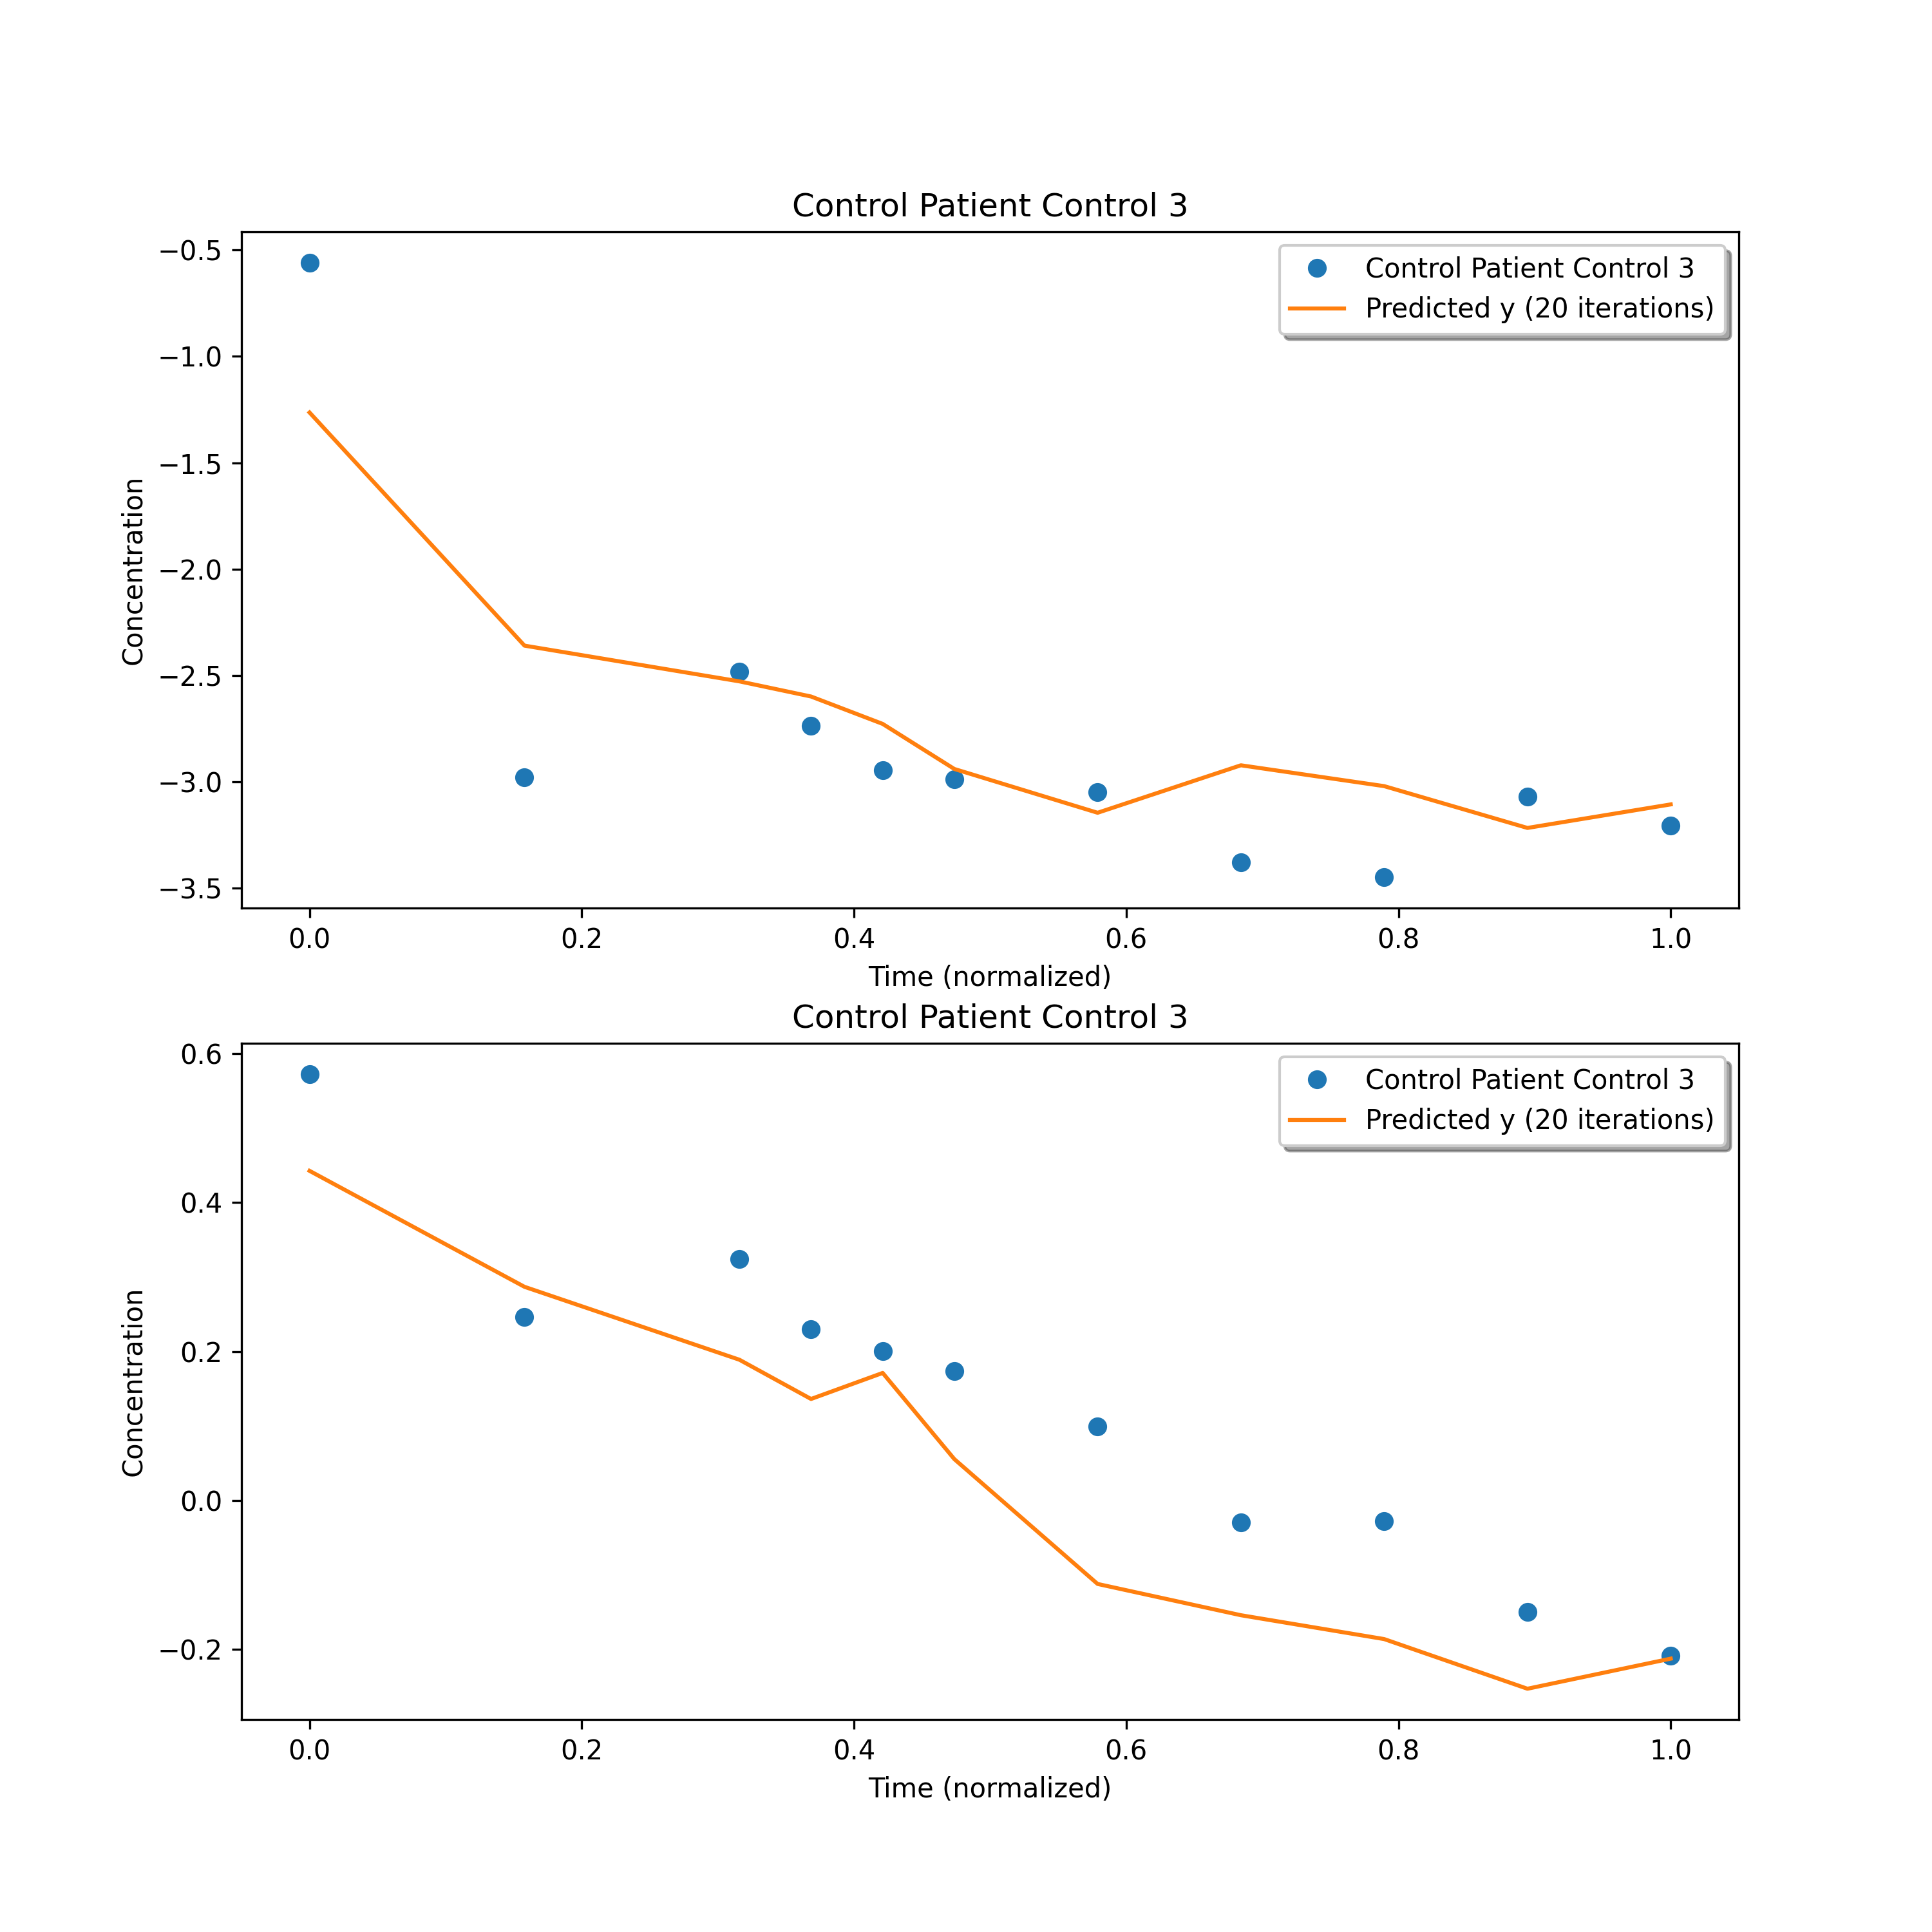 Control Patient Control 3
Control Patient Control 3
Predicted y (20 iterations)
−0.5
−1.0
−1.5
−2.0
−2.5
−3.0
−3.5
Concentration
0.0 0.2 0.4 0.6 0.8 1.0
Time (normalized)
Control Patient Control 3
Control Patient Control 3
Predicted y (20 iterations)
0.6
0.4
0.2
0.0
−0.2
Concentration
0.0 0.2 0.4 0.6 0.8 1.0
Time (normalized)